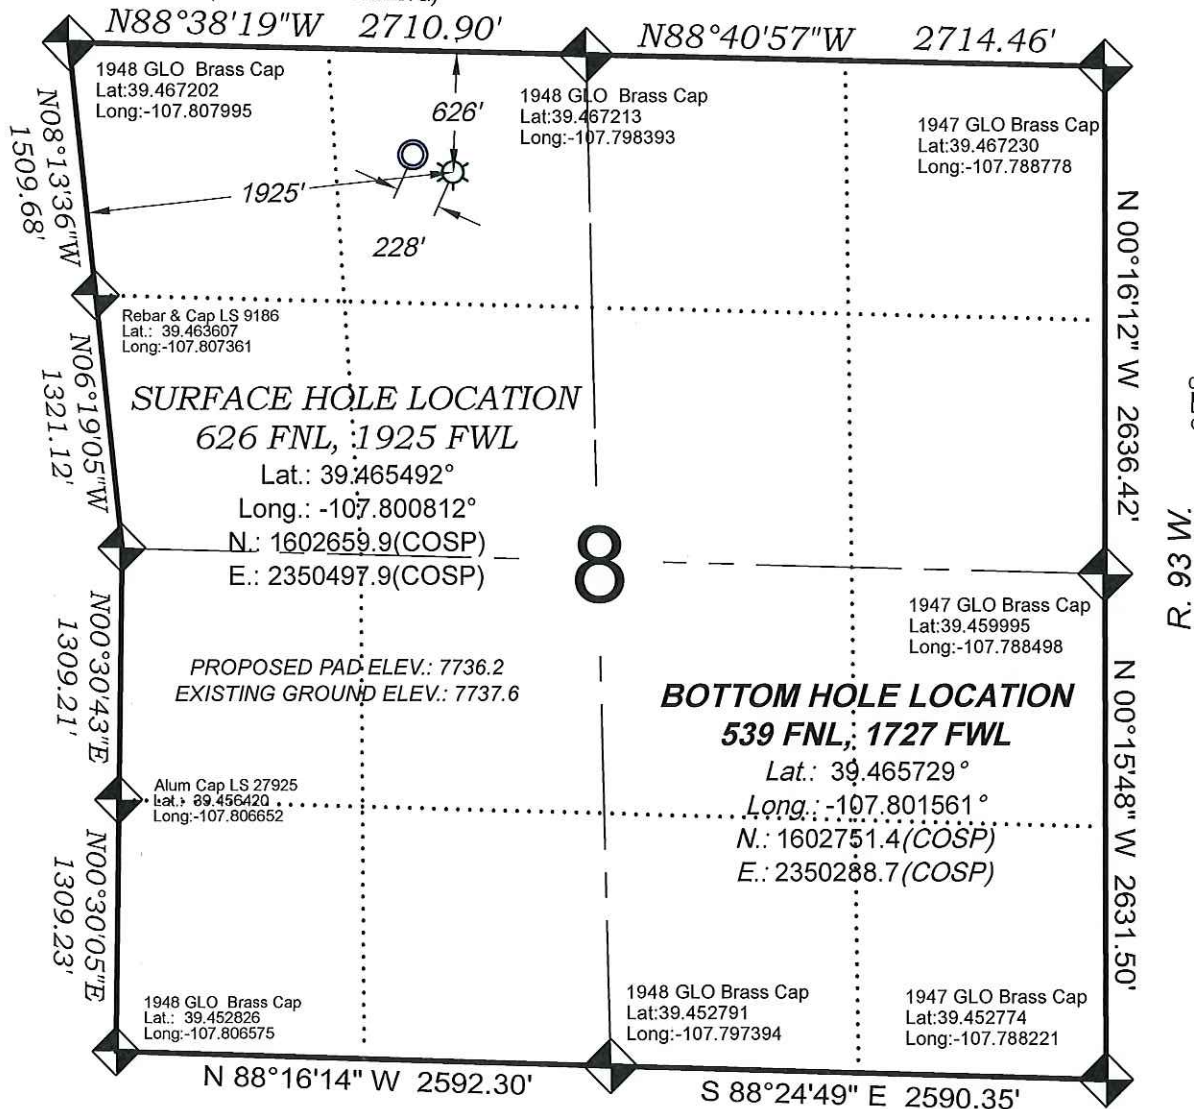 N88°38'19"W 2710.90'
N88°40'57"W 2714.46'
1948 GLO Brass Cap
Lat:39.467202
Long:-107.807995
626'
1948 GLO Brass Cap
Lat:39.467213
Long:-107.798393
1947 GLO Brass Cap
Lat:39.467230
Long:-107.788778
N08°13'36"W
1509.68'
1925'
228'
N 00°16'12" W 2636.42'
Rebar & Cap LS 9186
Lat.: 39.463607
Long:-107.807361
N06°19'05"W
1321.12'
SURFACE HOLE LOCATION
626 FNL, 1925 FWL
Lat.: 39.465492°
Long.: -107.800812°
N.: 1602659.9(COSP)
E.: 2350497.9(COSP)
8
R. 93 W.
1947 GLO Brass Cap
Lat:39.459995
Long:-107.788498
N00°30'43"E
1309.21'
PROPOSED PAD ELEV.: 7736.2
EXISTING GROUND ELEV.: 7737.6
BOTTOM HOLE LOCATION
539 FNL, 1727 FWL
Lat.: 39.465729°
Long.: -107.801561°
N.: 1602751.4(COSP)
E.: 2350288.7(COSP)
N 00°15'48" W 2631.50'
Alum Cap LS 27925
Lat.: 39.456420
Long:-107.806652
N00°30'05"E
1309.23'
1948 GLO Brass Cap
Lat.: 39.452826
Long:-107.806575
1948 GLO Brass Cap
Lat:39.452791
Long:-107.797394
1947 GLO Brass Cap
Lat:39.452774
Long:-107.788221
N 88°16'14" W 2592.30'
S 88°24'49" E 2590.35'